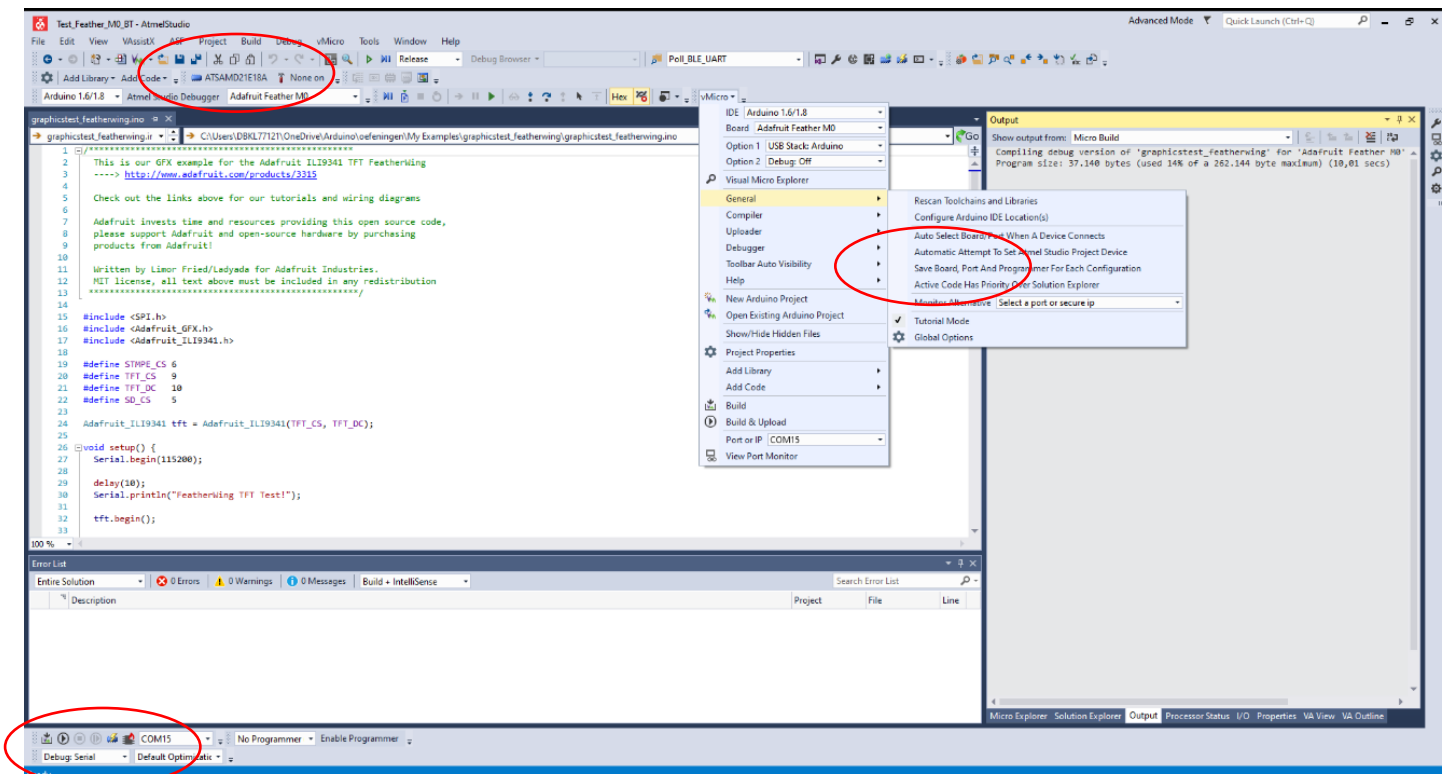 Test_Feather_M0_BT - AtmelStudio
Advanced Mode
Quick Launch (Ctrl+Q)
File Edit View VAssistX ASF Project Build Debug vMicro Tools Window Help
Release
Debug Browser
Poll_BLE_UART
Add Library Add Code ATSAMD21E18A None on
Arduino 1.6/1.8 Atmel Studio Debugger Adafruit Feather M0 Hex vMicro
graphicstest_featherwing.ino
graphicstest_featherwing.ir C:\Users\DBKL77121\OneDrive\Arduino\oefeningen\My Examples\graphicstest_featherwing\graphicstest_featherwing.ino Go
1 /**************************************************
2 This is our GFX example for the Adafruit ILI9341 TFT FeatherWing
3 ----> http://www.adafruit.com/products/3315
4
5 Check out the links above for our tutorials and wiring diagrams
6
7 Adafruit invests time and resources providing this open source code,
8 please support Adafruit and open-source hardware by purchasing
9 products from Adafruit!
10
11 Written by Limor Fried/Ladyada for Adafruit Industries.
12 MIT license, all text above must be included in any redistribution
13 ****************************************************/
14
15 #include <SPI.h>
16 #include <Adafruit_GFX.h>
17 #include <Adafruit_ILI9341.h>
18
19 #define STMPE_CS 6
20 #define TFT_CS 9
21 #define TFT_DC 10
22 #define SD_CS 5
23
24 Adafruit_ILI9341 tft = Adafruit_ILI9341(TFT_CS, TFT_DC);
25
26 void setup() {
27 Serial.begin(115200);
28
29 delay(10);
30 Serial.println("FeatherWing TFT Test!");
31
32 tft.begin();
33
100 %
IDE Arduino 1.6/1.8
Board Adafruit Feather M0
Option 1 USB Stack: Arduino
Option 2 Debug: Off
Visual Micro Explorer
General
Compiler
Uploader
Debugger
Toolbar Auto Visibility
Help
New Arduino Project
Open Existing Arduino Project
Show/Hide Hidden Files
Project Properties
Add Library
Add Code
Build
Build & Upload
Port or IP COM15
View Port Monitor
Rescan Toolchains and Libraries
Configure Arduino IDE Location(s)
Auto Select Board/Port When A Device Connects
Automatic Attempt To Set Atmel Studio Project Device
Save Board, Port And Programmer For Each Configuration
Active Code Has Priority Over Solution Explorer
Monitor Alternative Select a port or secure ip
Tutorial Mode
Global Options
Output
Show output from: Micro Build
Compiling debug version of 'graphicstest_featherwing' for 'Adafruit Feather M0'
Program size: 37.140 bytes (used 14% of a 262.144 byte maximum) (10,01 secs)
Error List
Entire Solution 0 Errors 0 Warnings 0 Messages Build + IntelliSense Search Error List
Description Project File Line
Micro Explorer Solution Explorer Output Processor Status I/O Properties VA View VA Outline
COM15 No Programmer Enable Programmer
Debug: Serial Default Optimizatic